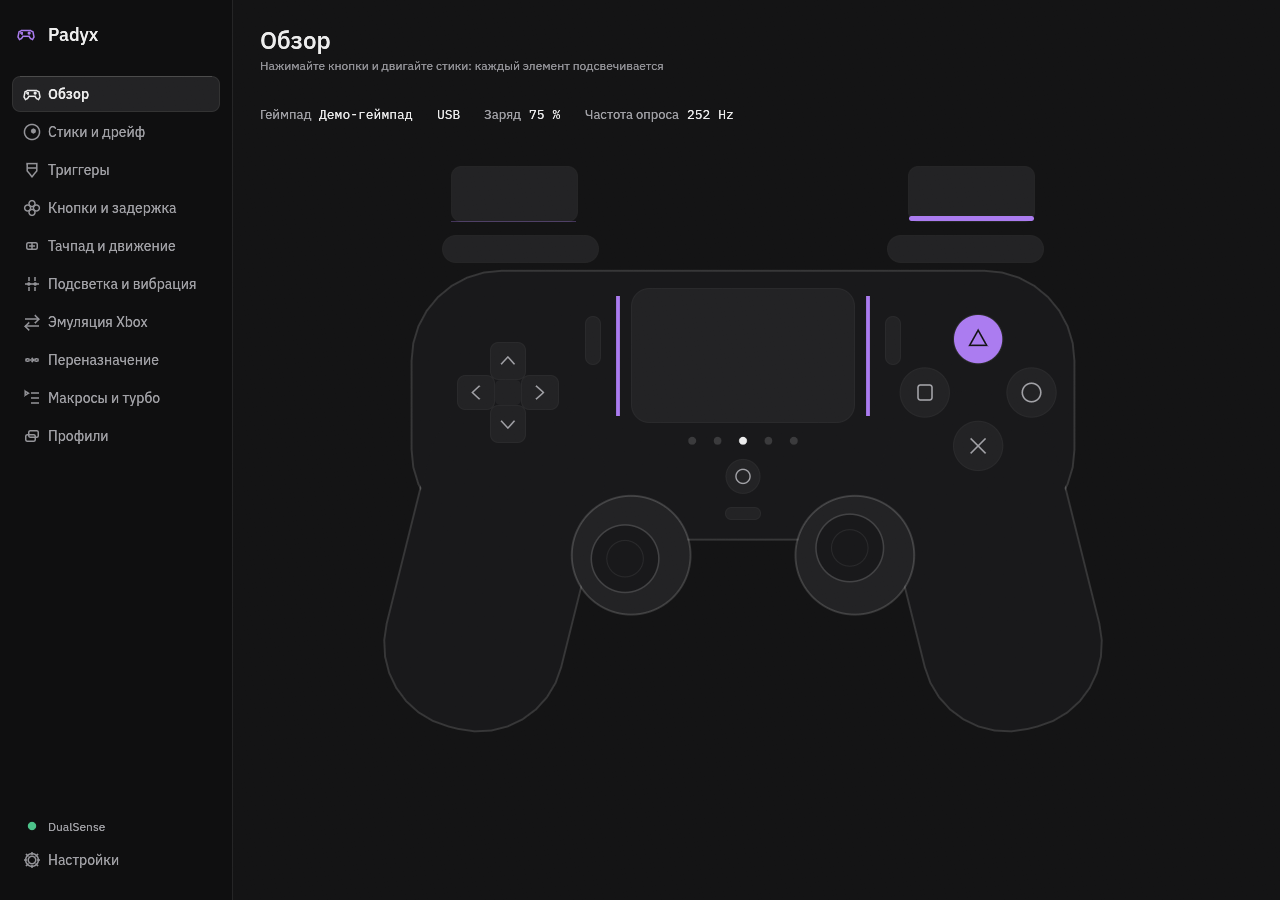 Padyx
Обзор
Стики и дрейф
Триггеры
Кнопки и задержка
Тачпад и движение
Подсветка и вибрация
Эмуляция Xbox
Переназначение
Макросы и турбо
Профили
DualSense
Настройки
Обзор
Нажимайте кнопки и двигайте стики: каждый элемент подсвечивается
Геймпад Демо-геймпад USB Заряд 75 % Частота опроса 252 Hz